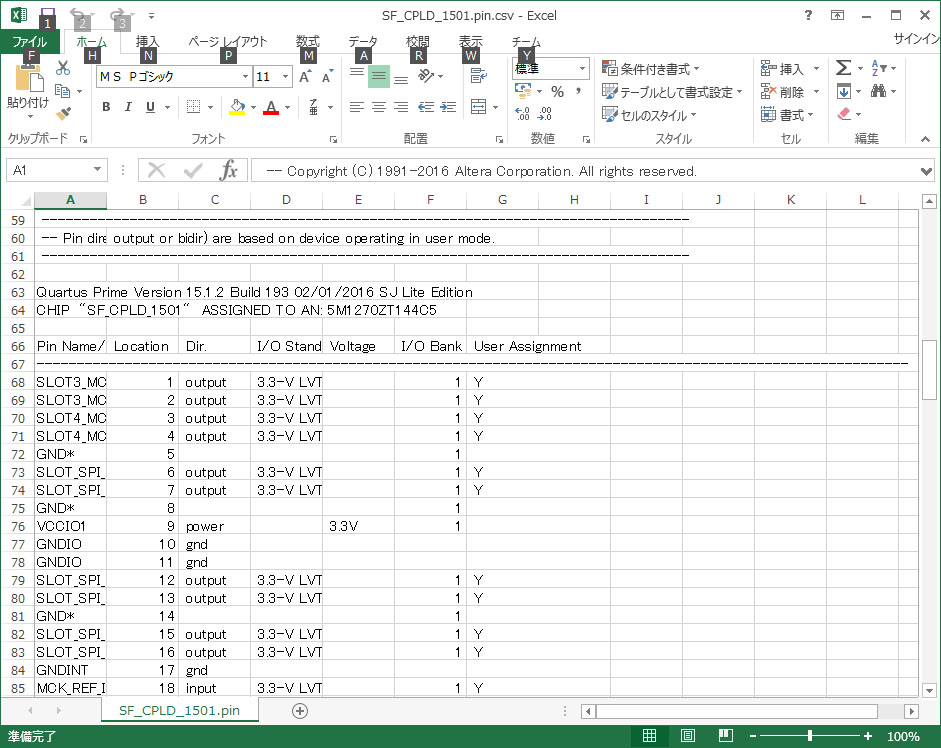 SF_CPLD_1501.pin.csv - Excel
1 2 3
サインイン
ファイル ホーム 挿入 ページ レイアウト 数式 データ 校閲 表示 チーム
F H N P M A R W Y
貼り付け
ＭＳ Ｐゴシック 11
B I U
標準
条件付き書式
テーブルとして書式設定
セルのスタイル
挿入
削除
書式
クリップボード フォント 配置 数値 スタイル セル 編集
A1 fx -- Copyright (C) 1991-2016 Altera Corporation. All rights reserved.
A B C D E F G H I J K L
59 ---------------------------------------------------------------------------------
60 -- Pin dire output or bidir) are based on device operating in user mode.
61 ---------------------------------------------------------------------------------
62
63 Quartus Prime Version 15.1.2 Build 193 02/01/2016 SJ Lite Edition
64 CHIP "SF_CPLD_1501" ASSIGNED TO AN: 5M1270ZT144C5
65
66 Pin Name/ Location Dir. I/O Stand Voltage I/O Bank User Assignment
67 -------------------------------------------------------------------------------------------------------------
68 SLOT3_MC 1 output 3.3-V LVT 1 Y
69 SLOT3_MC 2 output 3.3-V LVT 1 Y
70 SLOT4_MC 3 output 3.3-V LVT 1 Y
71 SLOT4_MC 4 output 3.3-V LVT 1 Y
72 GND* 5 1
73 SLOT_SPI_ 6 output 3.3-V LVT 1 Y
74 SLOT_SPI_ 7 output 3.3-V LVT 1 Y
75 GND* 8 1
76 VCCIO1 9 power 3.3V 1
77 GNDIO 10 gnd
78 GNDIO 11 gnd
79 SLOT_SPI_ 12 output 3.3-V LVT 1 Y
80 SLOT_SPI_ 13 output 3.3-V LVT 1 Y
81 GND* 14 1
82 SLOT_SPI_ 15 output 3.3-V LVT 1 Y
83 SLOT_SPI_ 16 output 3.3-V LVT 1 Y
84 GNDINT 17 gnd
85 MCK_REF_I 18 input 3.3-V LVT 1 Y
SF_CPLD_1501.pin
準備完了 100%